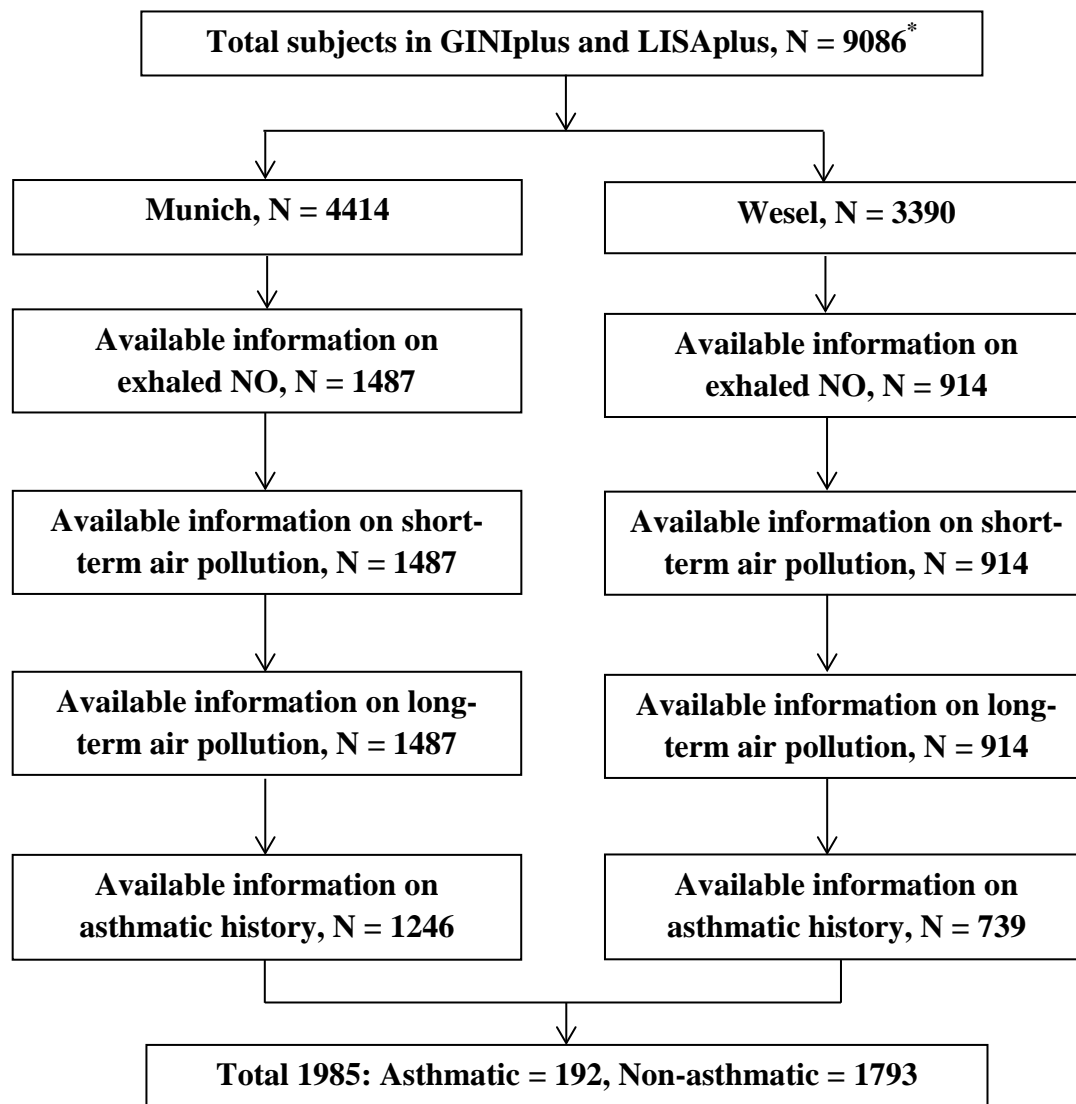 Total subjects in GINIplus and LISAplus, N = 9086*
Munich, N = 4414
Wesel, N = 3390
Available information on
exhaled NO, N = 1487
Available information on
exhaled NO, N = 914
Available information on short-
term air pollution, N = 1487
Available information on short-
term air pollution, N = 914
Available information on long-
term air pollution, N = 1487
Available information on long-
term air pollution, N = 914
Available information on
asthmatic history, N = 1246
Available information on
asthmatic history, N = 739
Total 1985: Asthmatic = 192, Non-asthmatic = 1793